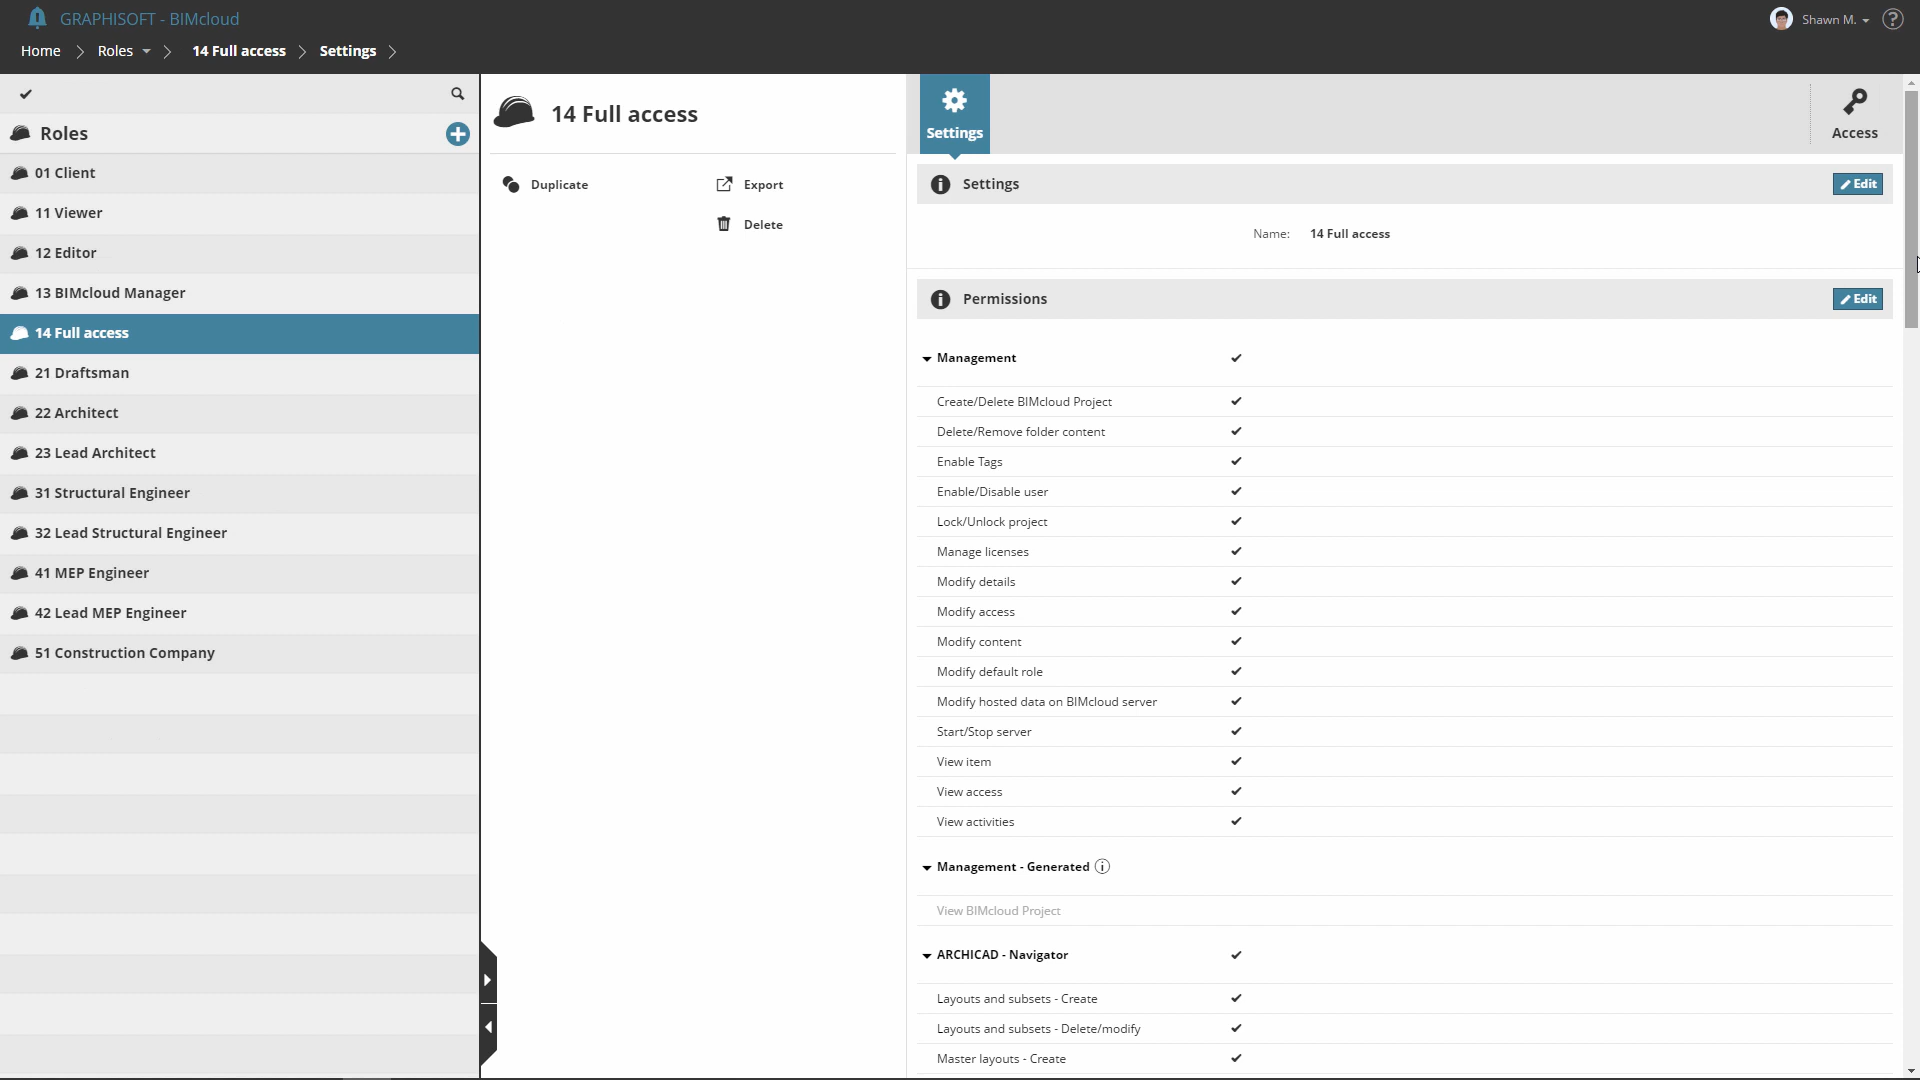 GRAPHISOFT - BIMcloud
Shawn M.
Home
Roles
14 Full access
Settings
Roles
01 Client
11 Viewer
12 Editor
13 BIMcloud Manager
14 Full access
21 Draftsman
22 Architect
23 Lead Architect
31 Structural Engineer
32 Lead Structural Engineer
41 MEP Engineer
42 Lead MEP Engineer
51 Construction Company
14 Full access
Duplicate
Export
Delete
Settings
Access
Settings
Edit
Name: 14 Full access
Permissions
Edit
Management
Create/Delete BIMcloud Project
Delete/Remove folder content
Enable Tags
Enable/Disable user
Lock/Unlock project
Manage licenses
Modify details
Modify access
Modify content
Modify default role
Modify hosted data on BIMcloud server
Start/Stop server
View item
View access
View activities
Management - Generated
View BIMcloud Project
ARCHICAD - Navigator
Layouts and subsets - Create
Layouts and subsets - Delete/modify
Master layouts - Create